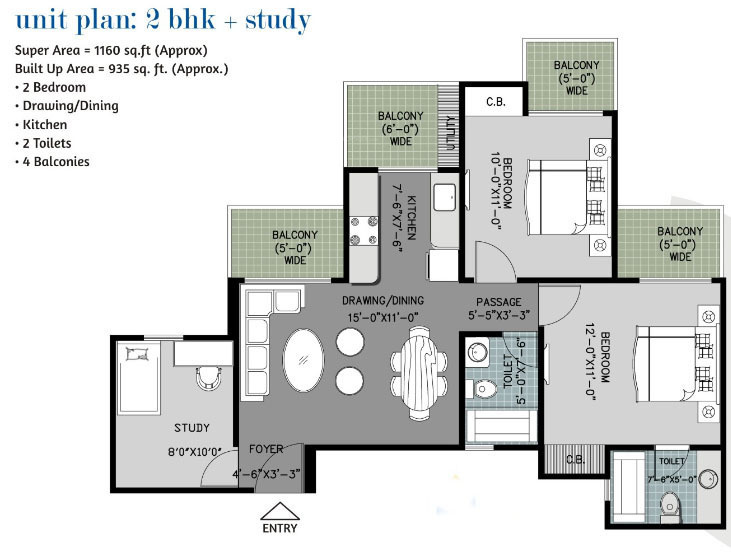 unit plan: 2 bhk + study
Super Area = 1160 sq.ft (Approx)
Built Up Area = 935 sq. ft. (Approx.)
• 2 Bedroom
• Drawing/Dining
• Kitchen
• 2 Toilets
• 4 Balconies
BALCONY
(5'-0")
WIDE
C.B.
BALCONY
(6'-0")
WIDE
UTILITY
BEDROOM
10'-0"X11'-0"
KITCHEN
7'-6"X7'-6"
BALCONY
(5'-0")
WIDE
BALCONY
(5'-0")
WIDE
DRAWING/DINING
15'-0"X11'-0"
PASSAGE
5'-5"X3'-3"
BEDROOM
12'-0"X11'-0"
TOILET
5'-0"X7'-6"
STUDY
8'0"X10'0"
FOYER
4'-6"X3'-3"
C.B.
TOILET
7'-6"X5'-0"
ENTRY